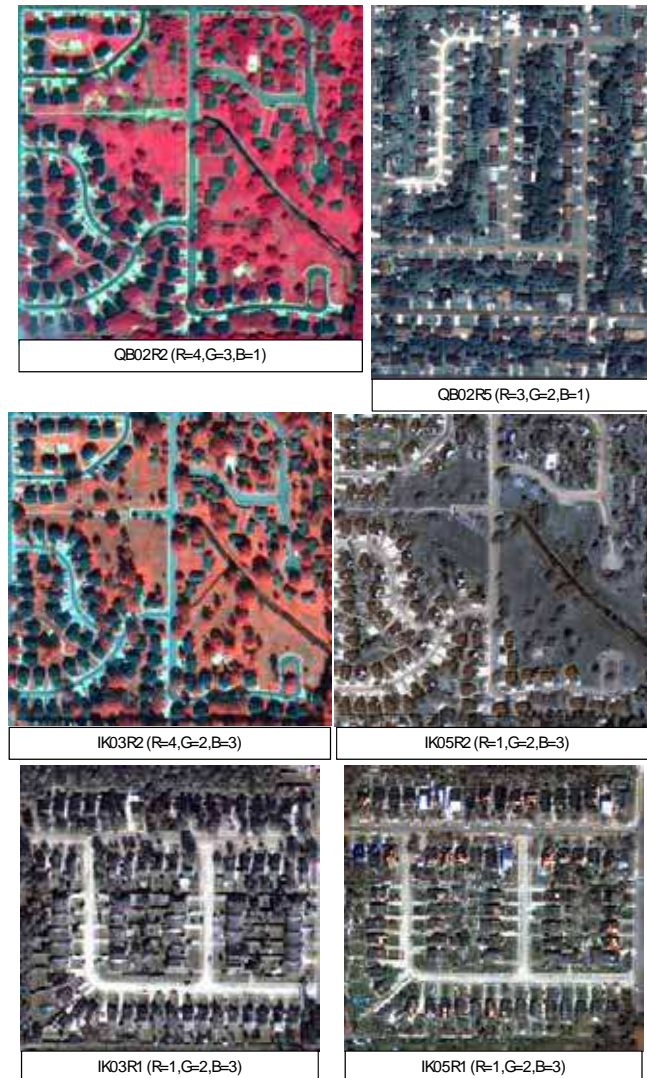 QB02R2 (R=4,G=3,B=1)
QB02R5 (R=3,G=2,B=1)
IK03R2 (R=4,G=2,B=3)
IK05R2 (R=1,G=2,B=3)
IK03R1 (R=1,G=2,B=3)
IK05R1 (R=1,G=2,B=3)